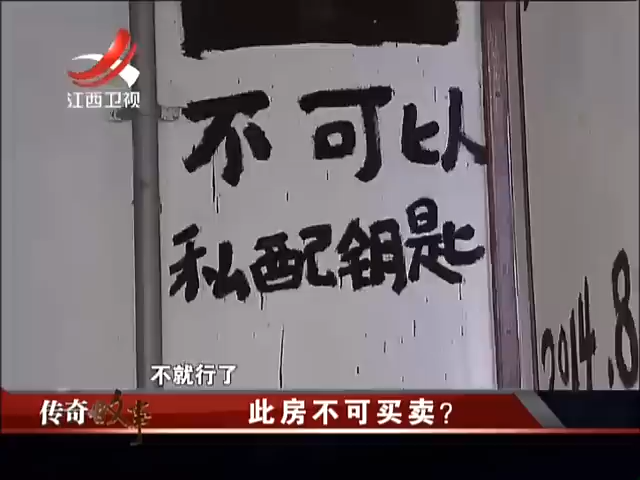 江西卫视
不可以
私配钥匙
2014.8
不就行了
传奇故事
此房不可买卖?